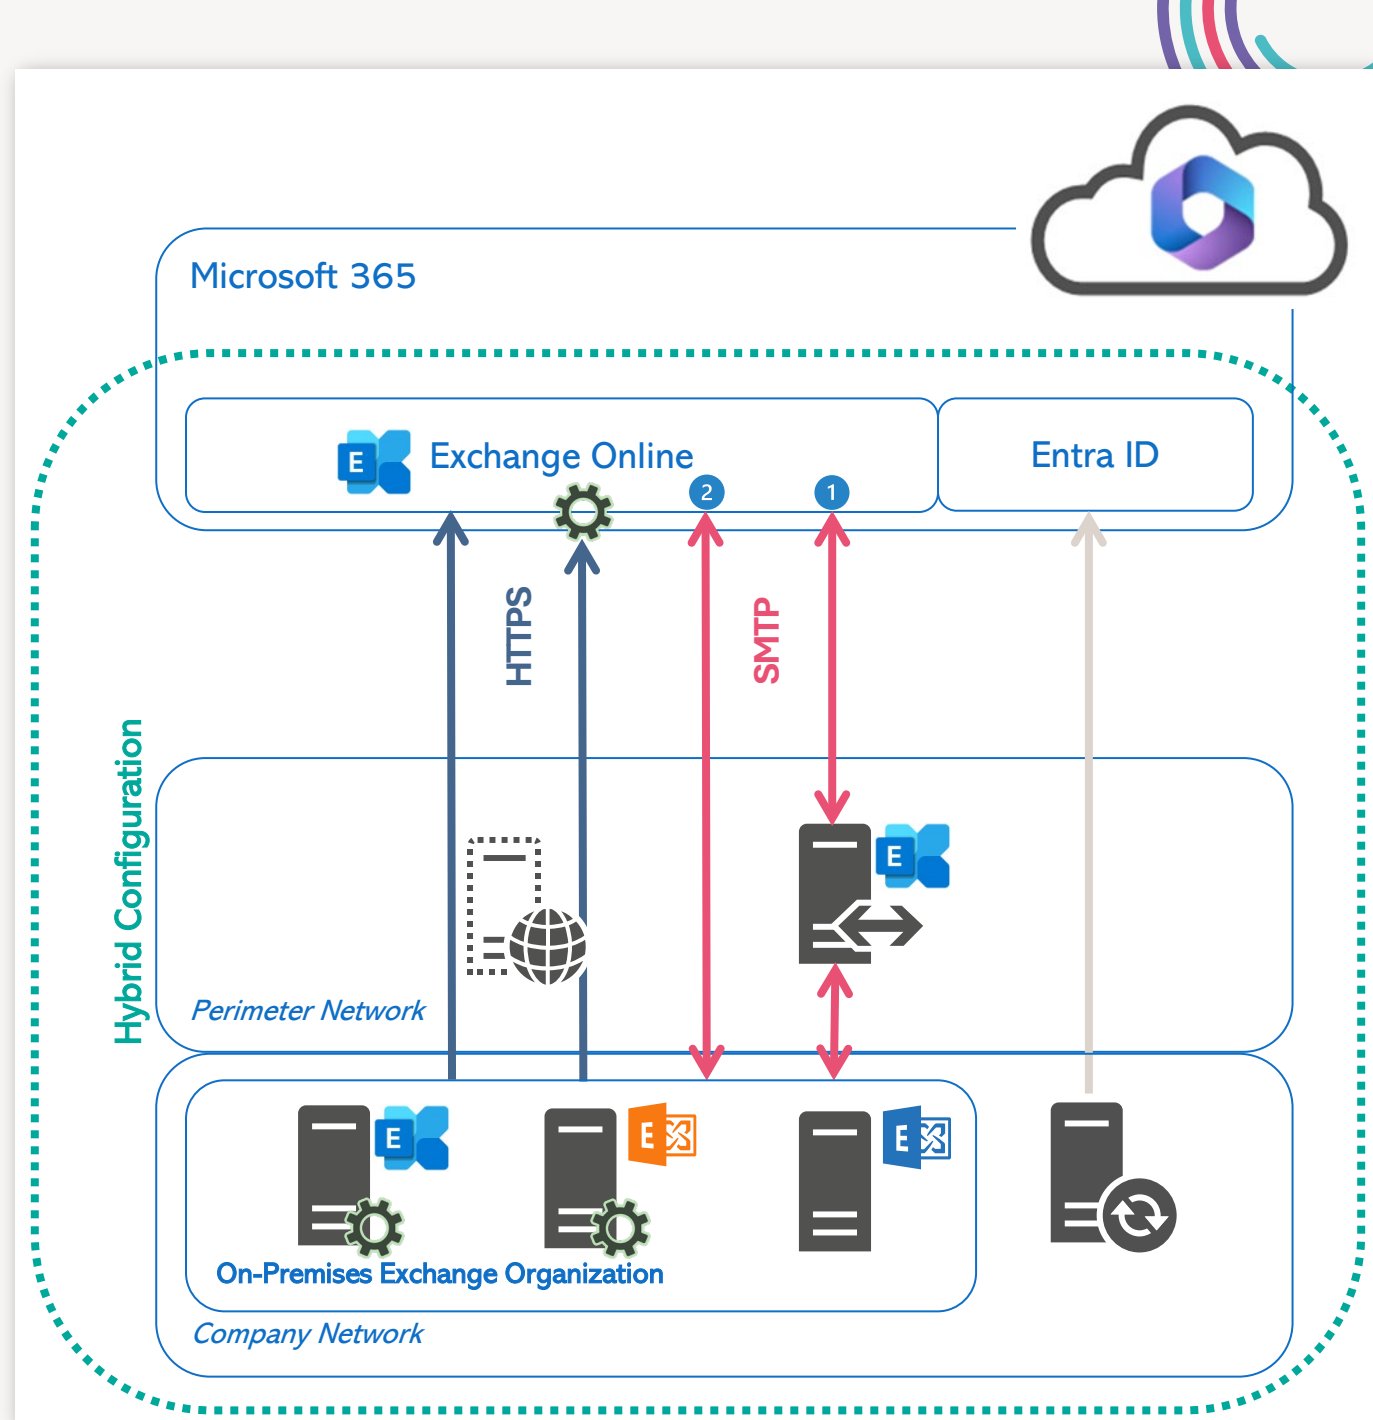 Microsoft 365
E Exchange Online
Entra ID
2
1
HTTPS
SMTP
Hybrid Configuration
E
Perimeter Network
E
E
E
On-Premises Exchange Organization
Company Network